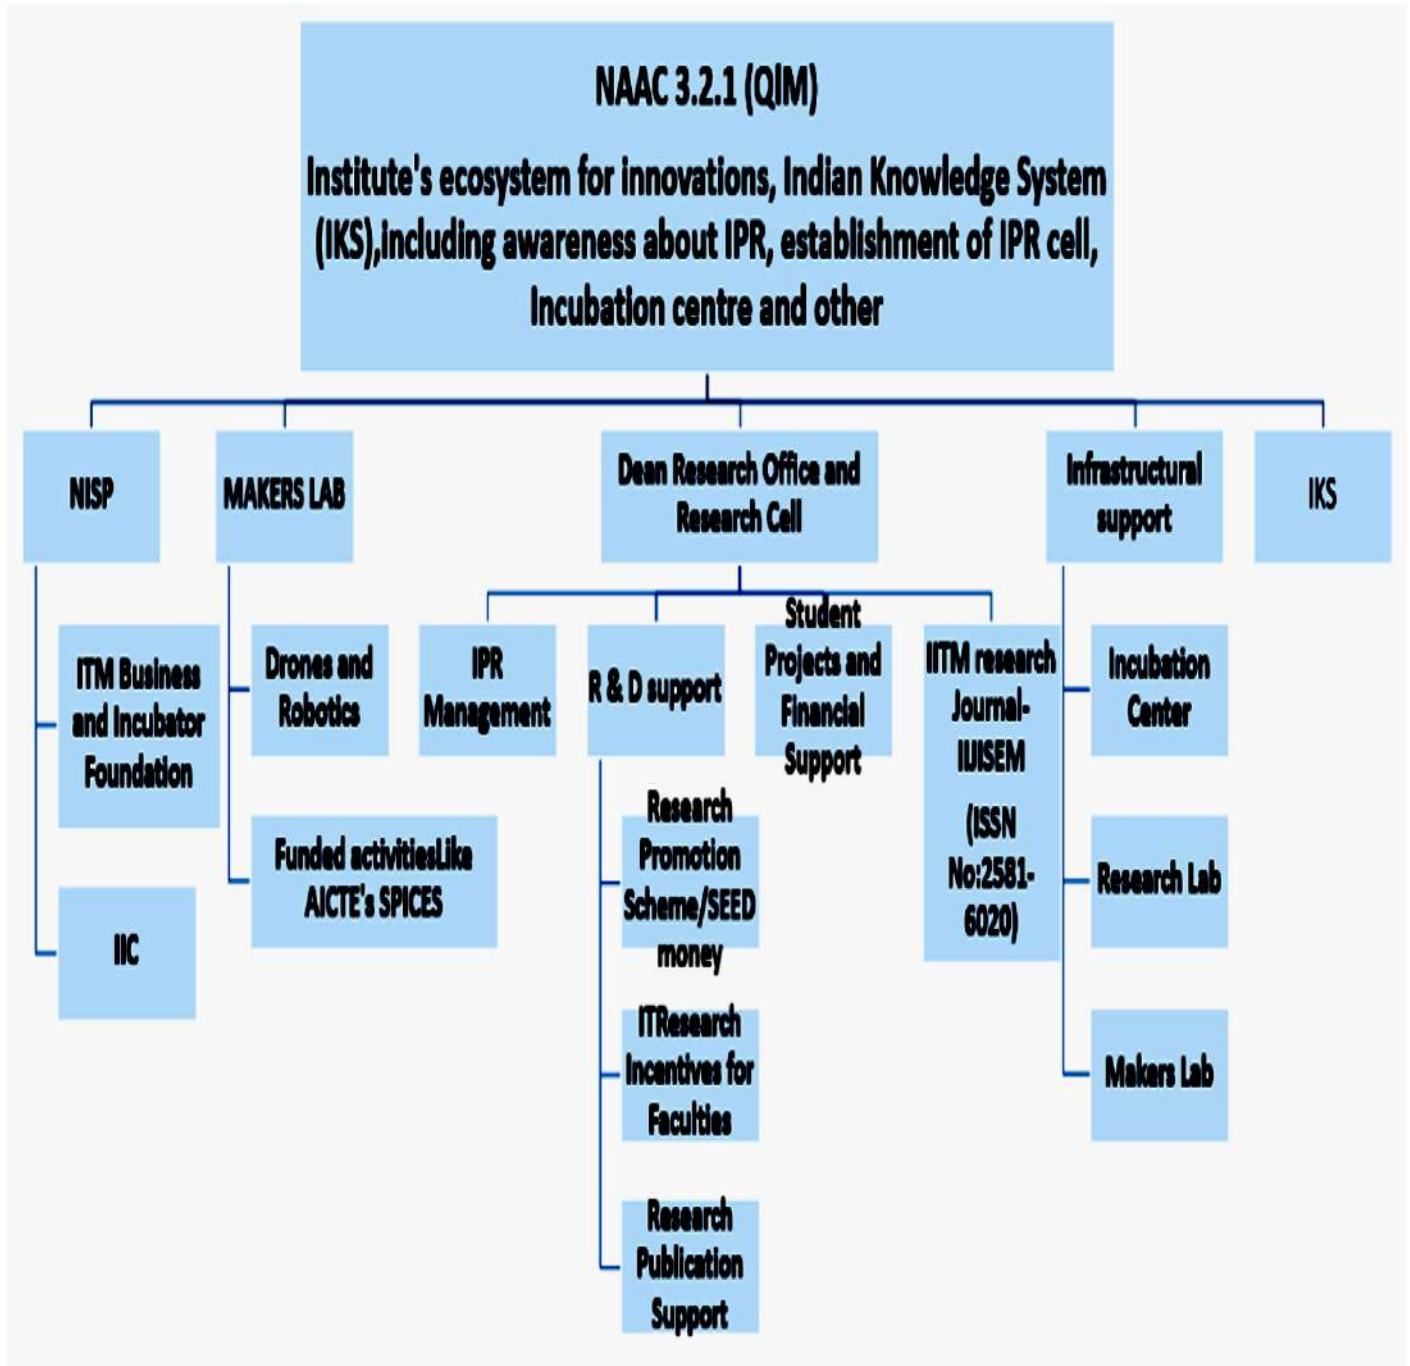 NAAC 3.2.1 (QlM)
Institute's ecosystem for innovations, Indian Knowledge System
(IKS),including awareness about IPR, establishment of IPR cell,
Incubation centre and other
NISP
MAKERS LAB
Dean Research Office and
Research Cell
Infrastructural
support
IKS
ITM Business
and Incubator
Foundation
IIC
Drones and
Robotics
Funded activitiesLike
AICTE's SPICES
IPR
Management
R & D support
Student
Projects and
Financial
Support
IITM research
Journal-
IIJISEM
(ISSN
No:2581-
6020)
Research
Promotion
Scheme/SEED
money
ITResearch
Incentives for
Faculties
Research
Publication
Support
Incubation
Center
Research Lab
Makers Lab